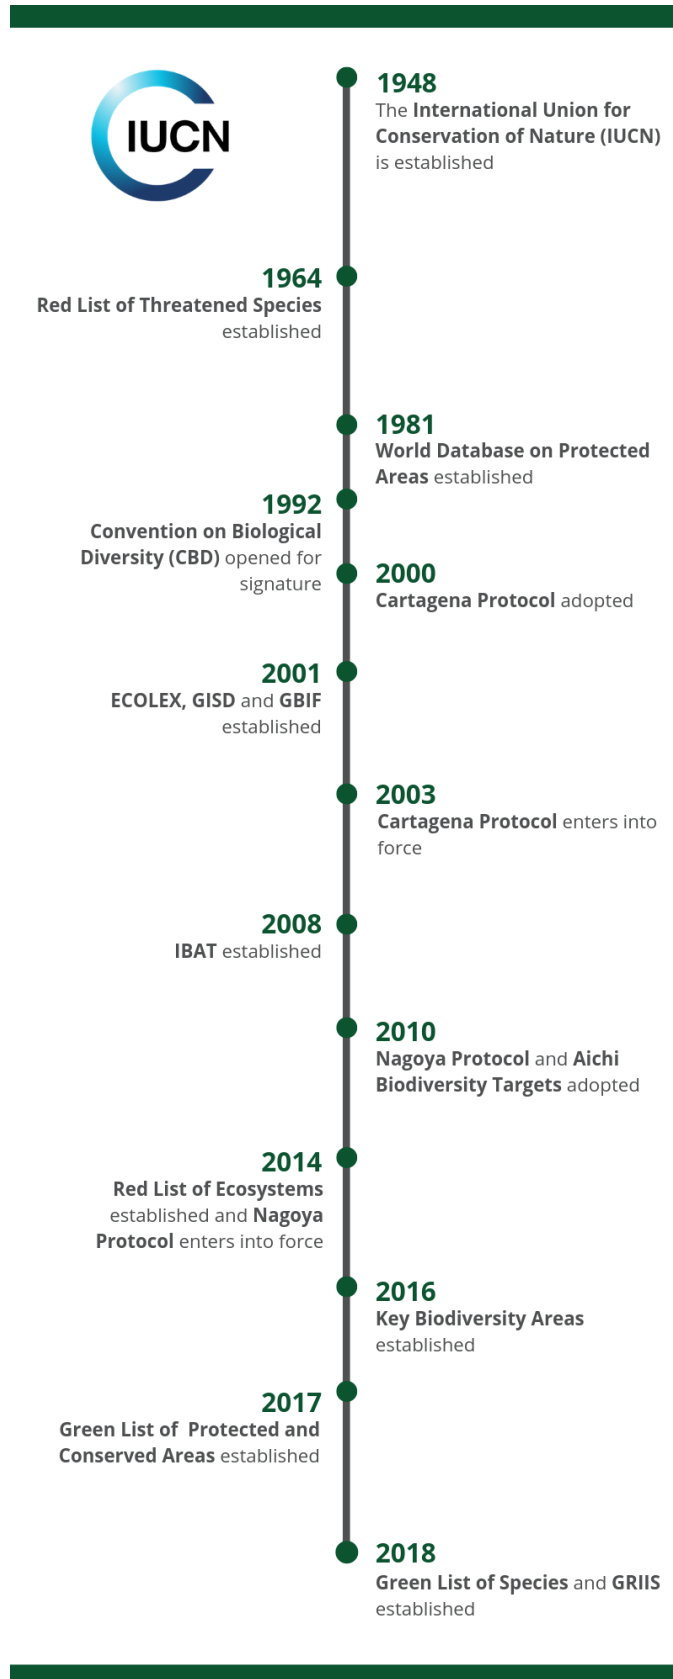 IUCN
1948
The International Union for
Conservation of Nature (IUCN)
is established
1964
Red List of Threatened Species
established
1981
World Database on Protected
Areas established
1992
Convention on Biological
Diversity (CBD) opened for
signature
2000
Cartagena Protocol adopted
2001
ECOLEX, GISD and GBIF
established
2003
Cartagena Protocol enters into
force
2008
IBAT established
2010
Nagoya Protocol and Aichi
Biodiversity Targets adopted
2014
Red List of Ecosystems
established and Nagoya
Protocol enters into force
2016
Key Biodiversity Areas
established
2017
Green List of Protected and
Conserved Areas established
2018
Green List of Species and GRIIS
established